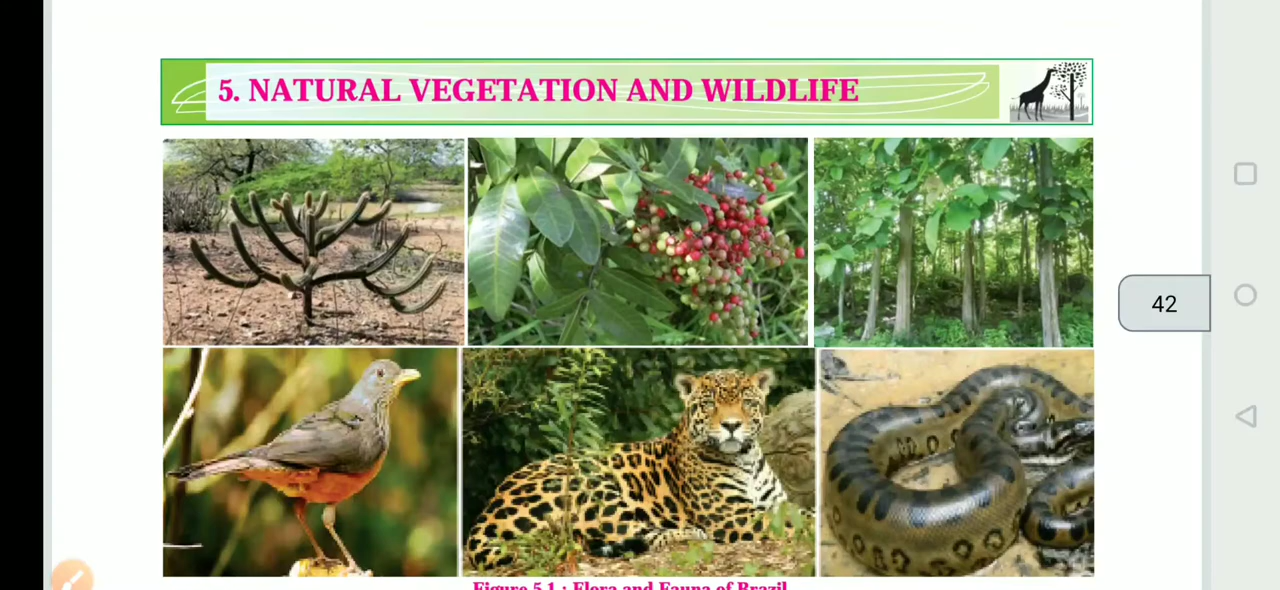 5. NATURAL VEGETATION AND WILDLIFE
42
Figure 5.1 : Flora and Fauna of Brazil